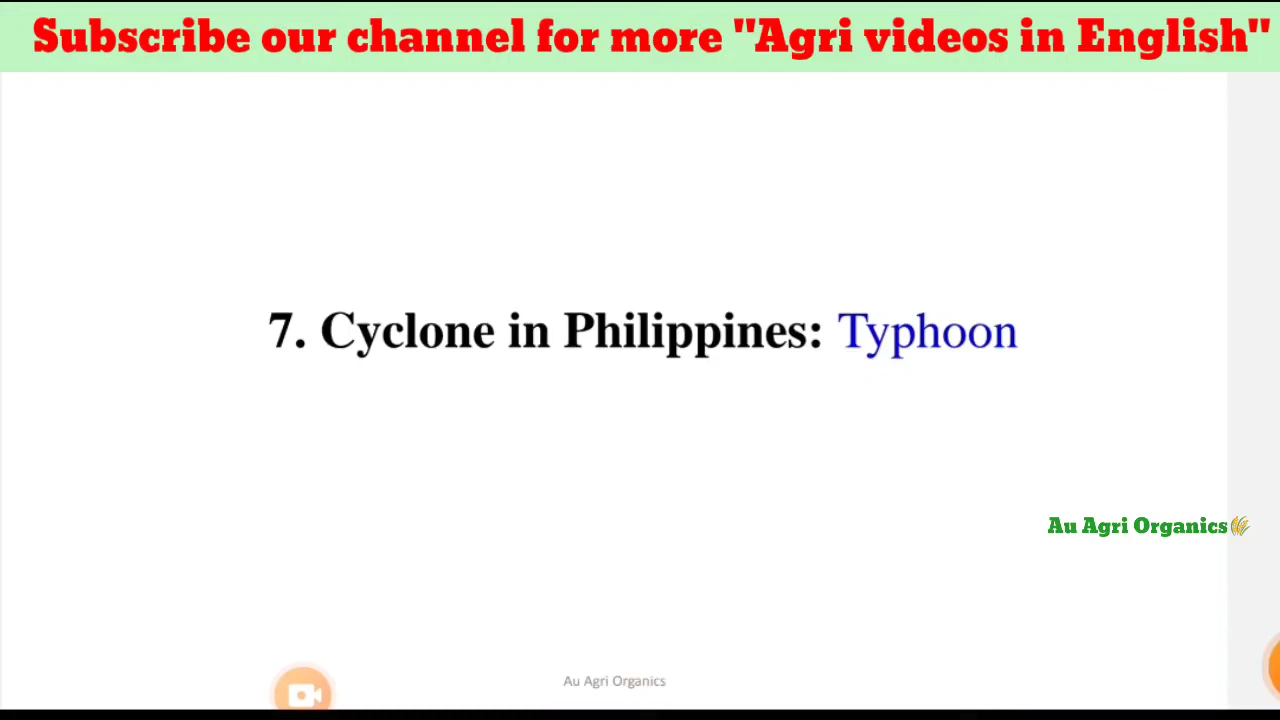 Subscribe our channel for more "Agri videos in English"
7. Cyclone in Philippines: Typhoon
Au Agri Organics
Au Agri Organics